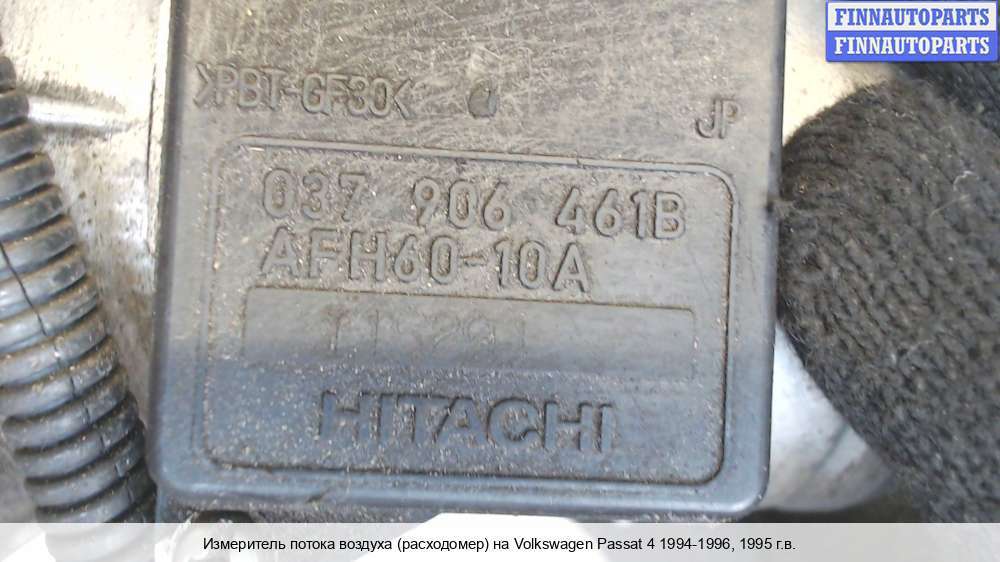 FINNAUTOPARTS
FINNAUTOPARTS
>PBT-GF30<
JP
037 906 461B
AFH60-10A
HITACHI
Измеритель потока воздуха (расходомер) на Volkswagen Passat 4 1994-1996, 1995 г.в.